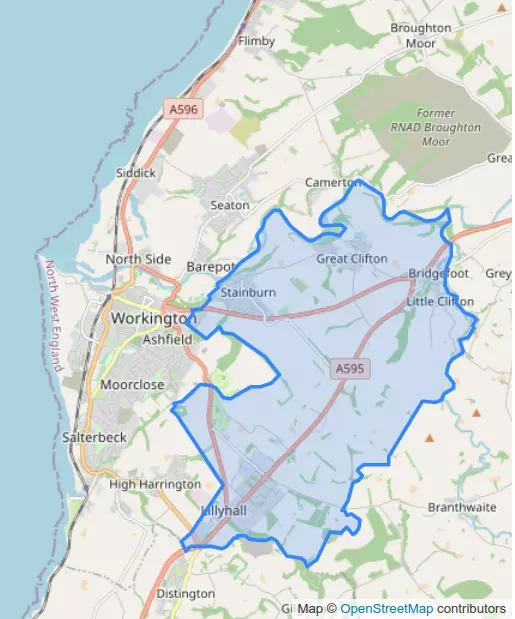 Broughton
Moor
Flimby
A596
Former
RNAD Broughton
Moor
Grea
Siddick
Camerton
Seaton
North Side
Barepot
Great Clifton
Bridgefoot
Grey
North West England
Stainburn
Little Clifton
Workington
Ashfield
A595
Moorclose
Salterbeck
High Harrington
Lillyhall
Branthwaite
Distington
Gil
Map © OpenStreetMap contributors